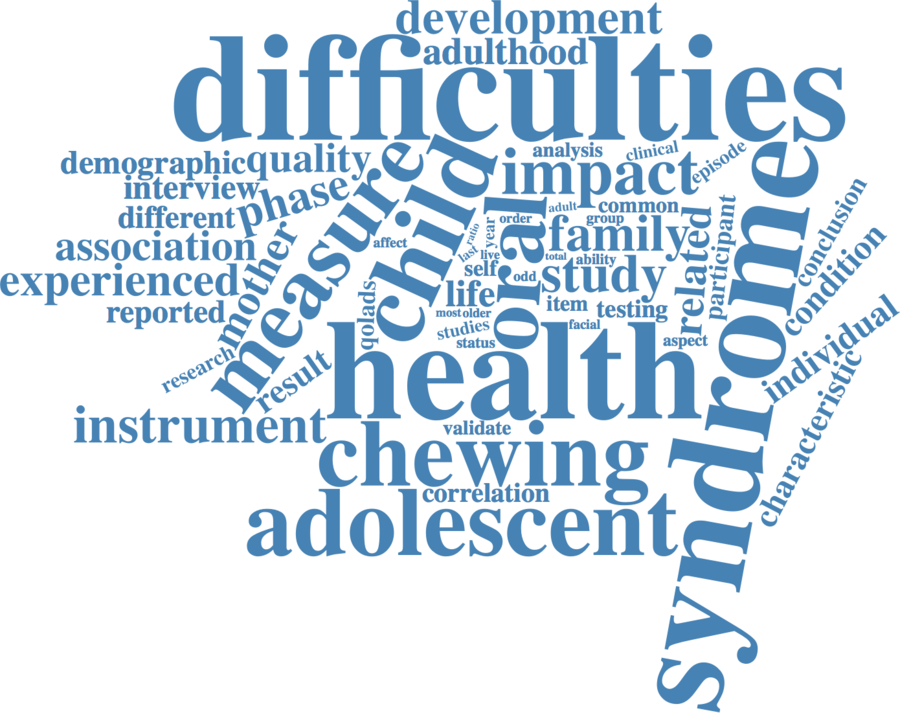 development
adulthood
difficulties
demographic
quality
interview
different
phase
association
mother
experienced
reported
research
measure
result
child
affect
qolads
analysis
clinical
episode
impact
adult
common
group
order
year
ratio
last
live
self
odd
oral
family
total
ability
study
life
item
testing
most
older
studies
status
facial
related
participant
aspect
syndromes
conclusion
condition
individual
characteristic
health
instrument
validate
chewing
correlation
adolescent